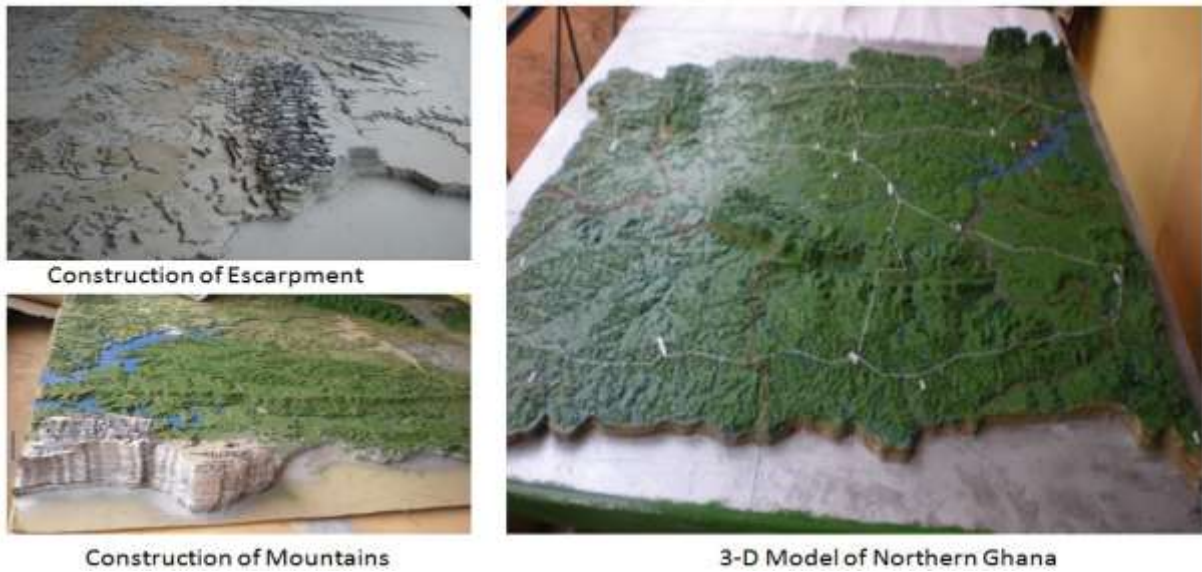 Construction of Escarpment
Construction of Mountains
3-D Model of Northern Ghana